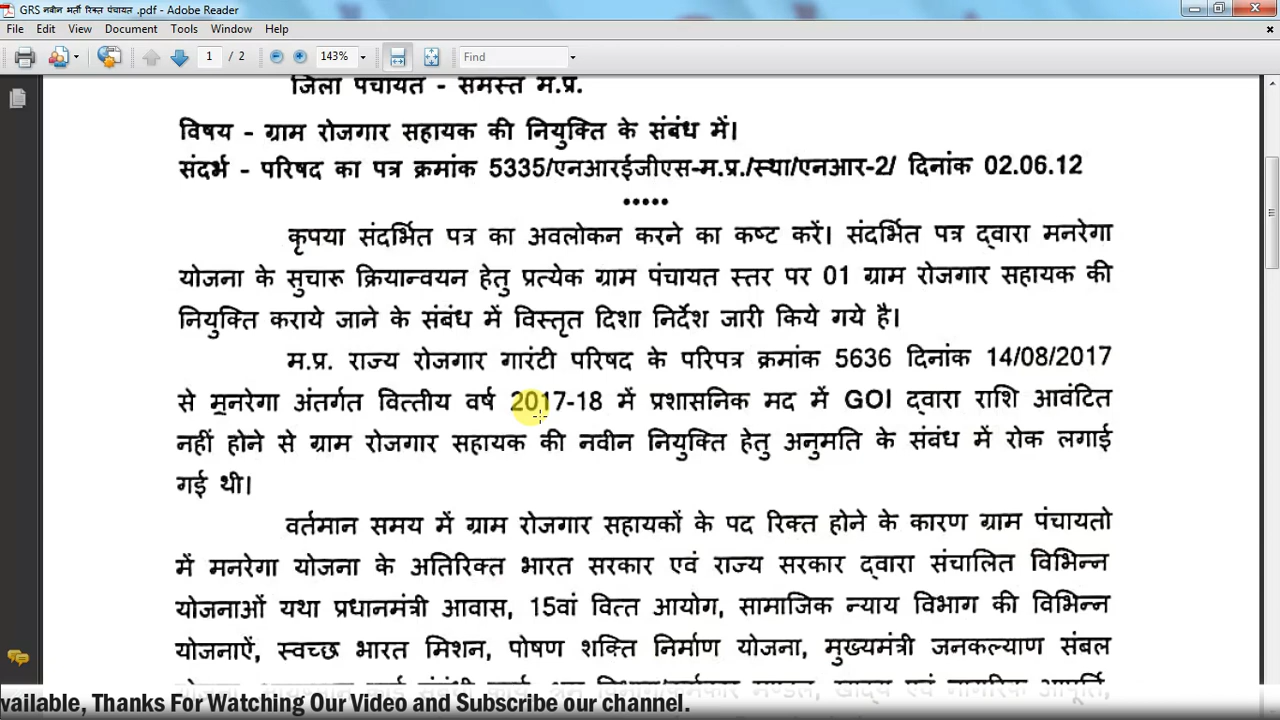 GRS नवीन भर्ती रिक्त पंचायत .pdf - Adobe Reader
File Edit View Document Tools Window Help
1 / 2 143% Find
जिला पंचायत - समस्त म.प्र.
विषय - ग्राम रोजगार सहायक की नियुक्ति के संबंध में।
संदर्भ - परिषद का पत्र क्रमांक 5335/एनआरईजीएस-म.प्र./स्था/एनआर-2/ दिनांक 02.06.12
•••••
कृपया संदर्भित पत्र का अवलोकन करने का कष्ट करें। संदर्भित पत्र द्वारा मनरेगा
योजना के सुचारू क्रियान्वयन हेतु प्रत्येक ग्राम पंचायत स्तर पर 01 ग्राम रोजगार सहायक की
नियुक्ति कराये जाने के संबंध में विस्तृत दिशा निर्देश जारी किये गये है।
म.प्र. राज्य रोजगार गारंटी परिषद के परिपत्र क्रमांक 5636 दिनांक 14/08/2017
से मनरेगा अंतर्गत वित्तीय वर्ष 2017-18 में प्रशासनिक मद में GOI द्वारा राशि आवंटित
नहीं होने से ग्राम रोजगार सहायक की नवीन नियुक्ति हेतु अनुमति के संबंध में रोक लगाई
गई थी।
वर्तमान समय में ग्राम रोजगार सहायकों के पद रिक्त होने के कारण ग्राम पंचायतो
में मनरेगा योजना के अतिरिक्त भारत सरकार एवं राज्य सरकार द्वारा संचालित विभिन्न
योजनाओं यथा प्रधानमंत्री आवास, 15वां वित्त आयोग, सामाजिक न्याय विभाग की विभिन्न
योजनाऐं, स्वच्छ भारत मिशन, पोषण शक्ति निर्माण योजना, मुख्यमंत्री जनकल्याण संबल
vailable, Thanks For Watching Our Video and Subscribe our channel.